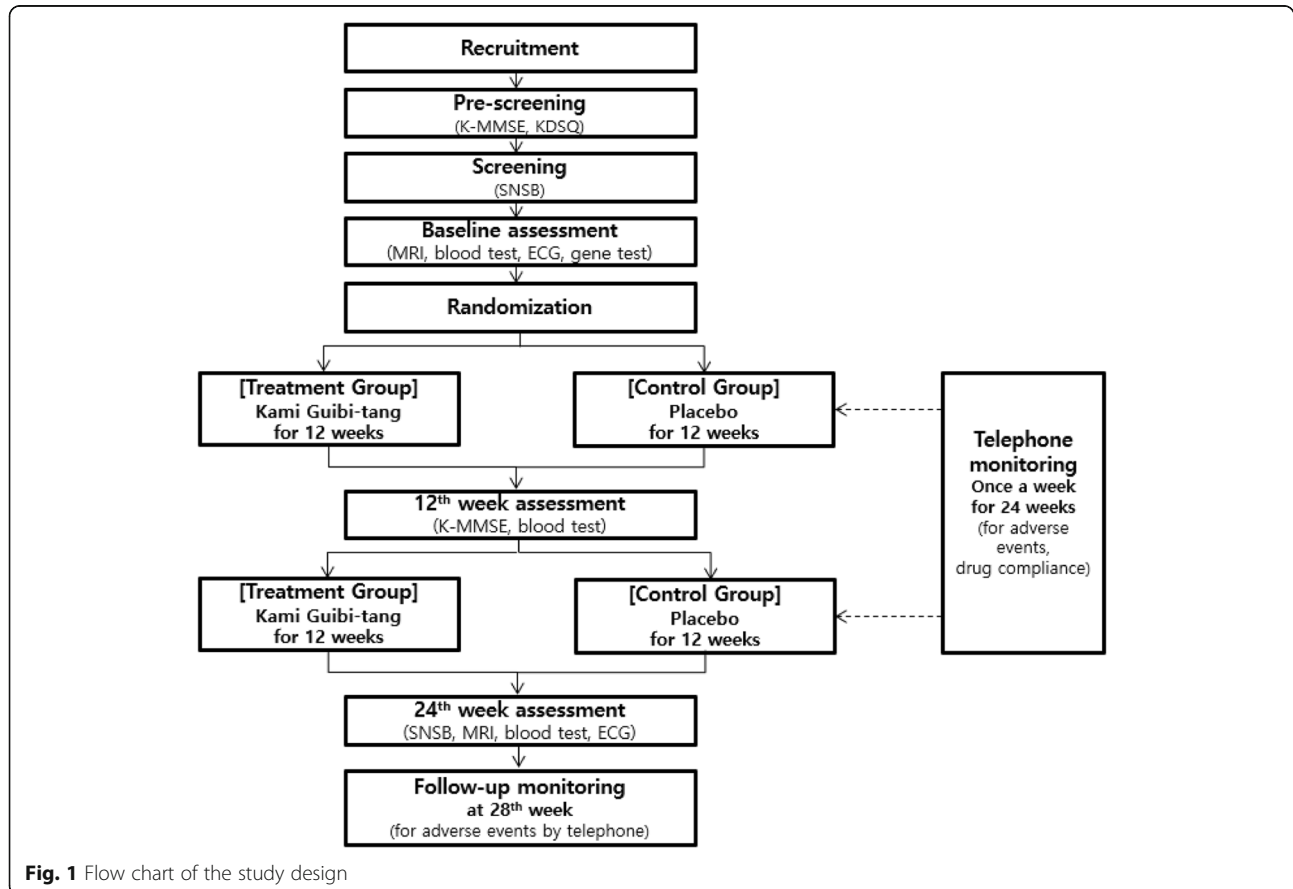 Recruitment
Pre-screening
(K-MMSE, KDSQ)
Screening
(SNSB)
Baseline assessment
(MRI, blood test, ECG, gene test)
Randomization
[Treatment Group]
Kami Guibi-tang
for 12 weeks
[Control Group]
Placebo
for 12 weeks
Telephone
monitoring
Once a week
for 24 weeks
(for adverse
events,
drug compliance)
12th week assessment
(K-MMSE, blood test)
[Treatment Group]
Kami Guibi-tang
for 12 weeks
[Control Group]
Placebo
for 12 weeks
24th week assessment
(SNSB, MRI, blood test, ECG)
Follow-up monitoring
at 28th week
(for adverse events by telephone)
Fig. 1 Flow chart of the study design